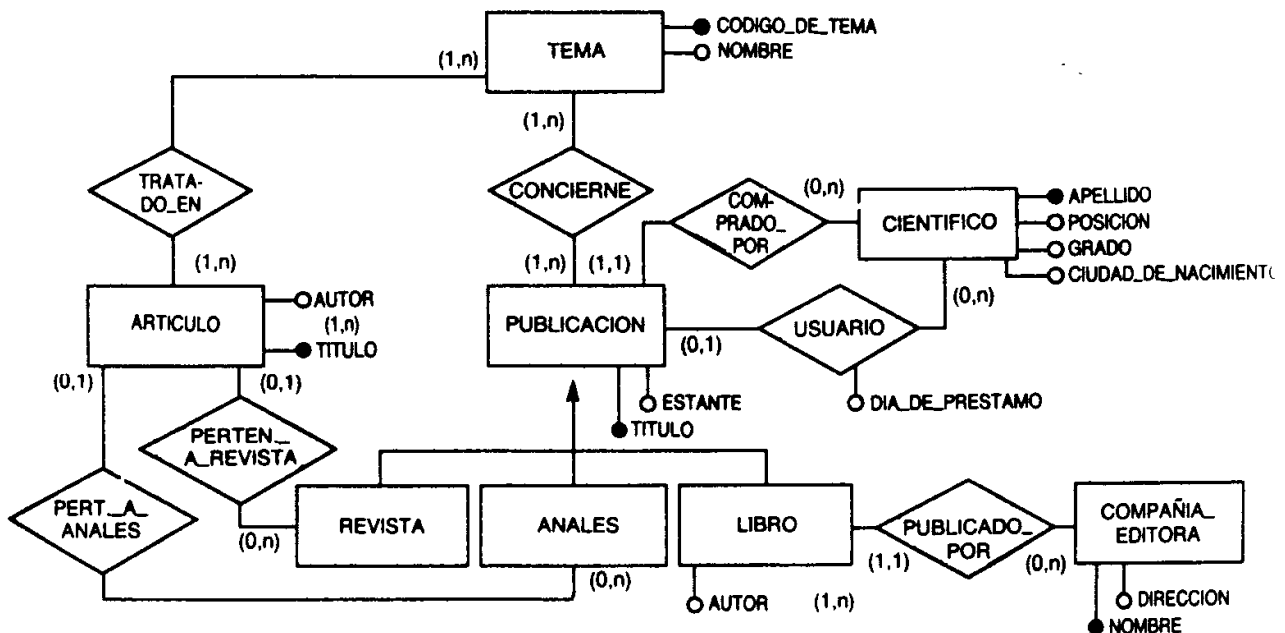 CODIGO_DE_TEMA
TEMA
NOMBRE
(1,n)
(1,n)
TRATA-
DO_EN
CONCIERNE
COM-
PRADO_
POR
(0,n)
CIENTIFICO
APELLIDO
POSICION
GRADO
CIUDAD_DE_NACIMIENTO
(1,n)
(1,n)
(1,1)
(0,n)
ARTICULO
AUTOR
(1,n)
TITULO
PUBLICACION
(0,1)
USUARIO
(0,1)
(0,1)
ESTANTE
TITULO
DIA_DE_PRESTAMO
PERTEN_
A_REVISTA
PERT_A_
ANALES
(0,n)
REVISTA
ANALES
(0,n)
LIBRO
(1,1)
PUBLICADO_
POR
(0,n)
COMPAÑIA_
EDITORA
AUTOR
(1,n)
DIRECCION
NOMBRE